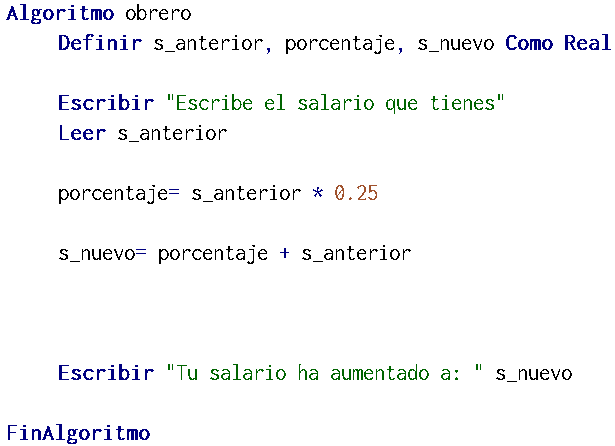 Algoritmo obrero
Definir s_anterior, porcentaje, s_nuevo Como Real
Escribir "Escribe el salario que tienes"
Leer s_anterior
porcentaje= s_anterior * 0.25
s_nuevo= porcentaje + s_anterior
Escribir "Tu salario ha aumentado a: " s_nuevo
FinAlgoritmo